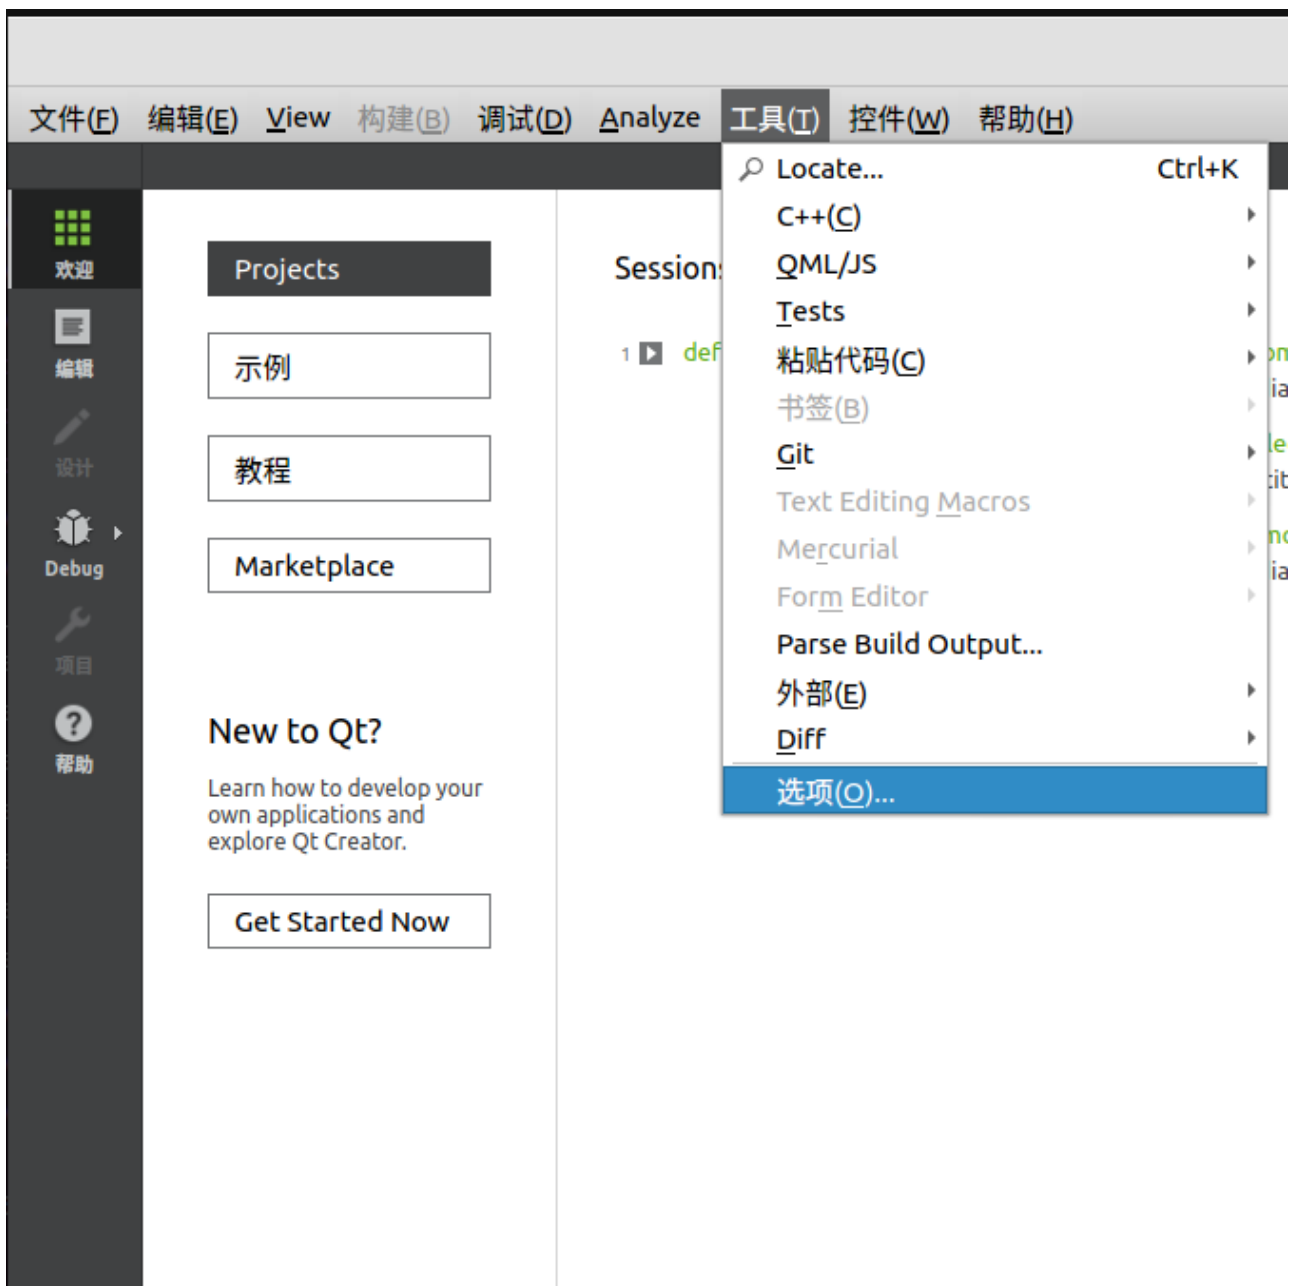 文件(F) 编辑(E) View 构建(B) 调试(D) Analyze 工具(T) 控件(W) 帮助(H)
欢迎
编辑
设计
Debug
项目
帮助
Projects
示例
教程
Marketplace
New to Qt?
Learn how to develop your
own applications and
explore Qt Creator.
Get Started Now
Sessions
1
Locate... Ctrl+K
C++(C)
QML/JS
Tests
粘贴代码(C)
书签(B)
Git
Text Editing Macros
Mercurial
Form Editor
Parse Build Output...
外部(E)
Diff
选项(O)...